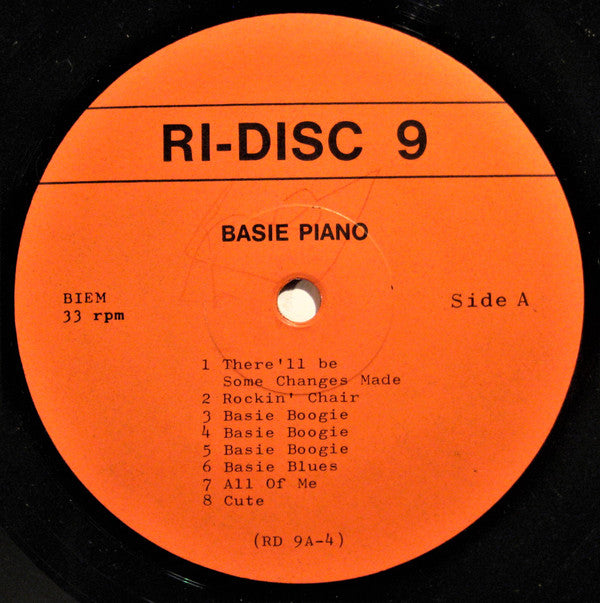 RI-DISC 9
BASIE PIANO
BIEM
33 rpm
Side A
1 There'll be
Some Changes Made
2 Rockin' Chair
3 Basie Boogie
4 Basie Boogie
5 Basie Boogie
6 Basie Blues
7 All Of Me
8 Cute
(RD 9A-4)